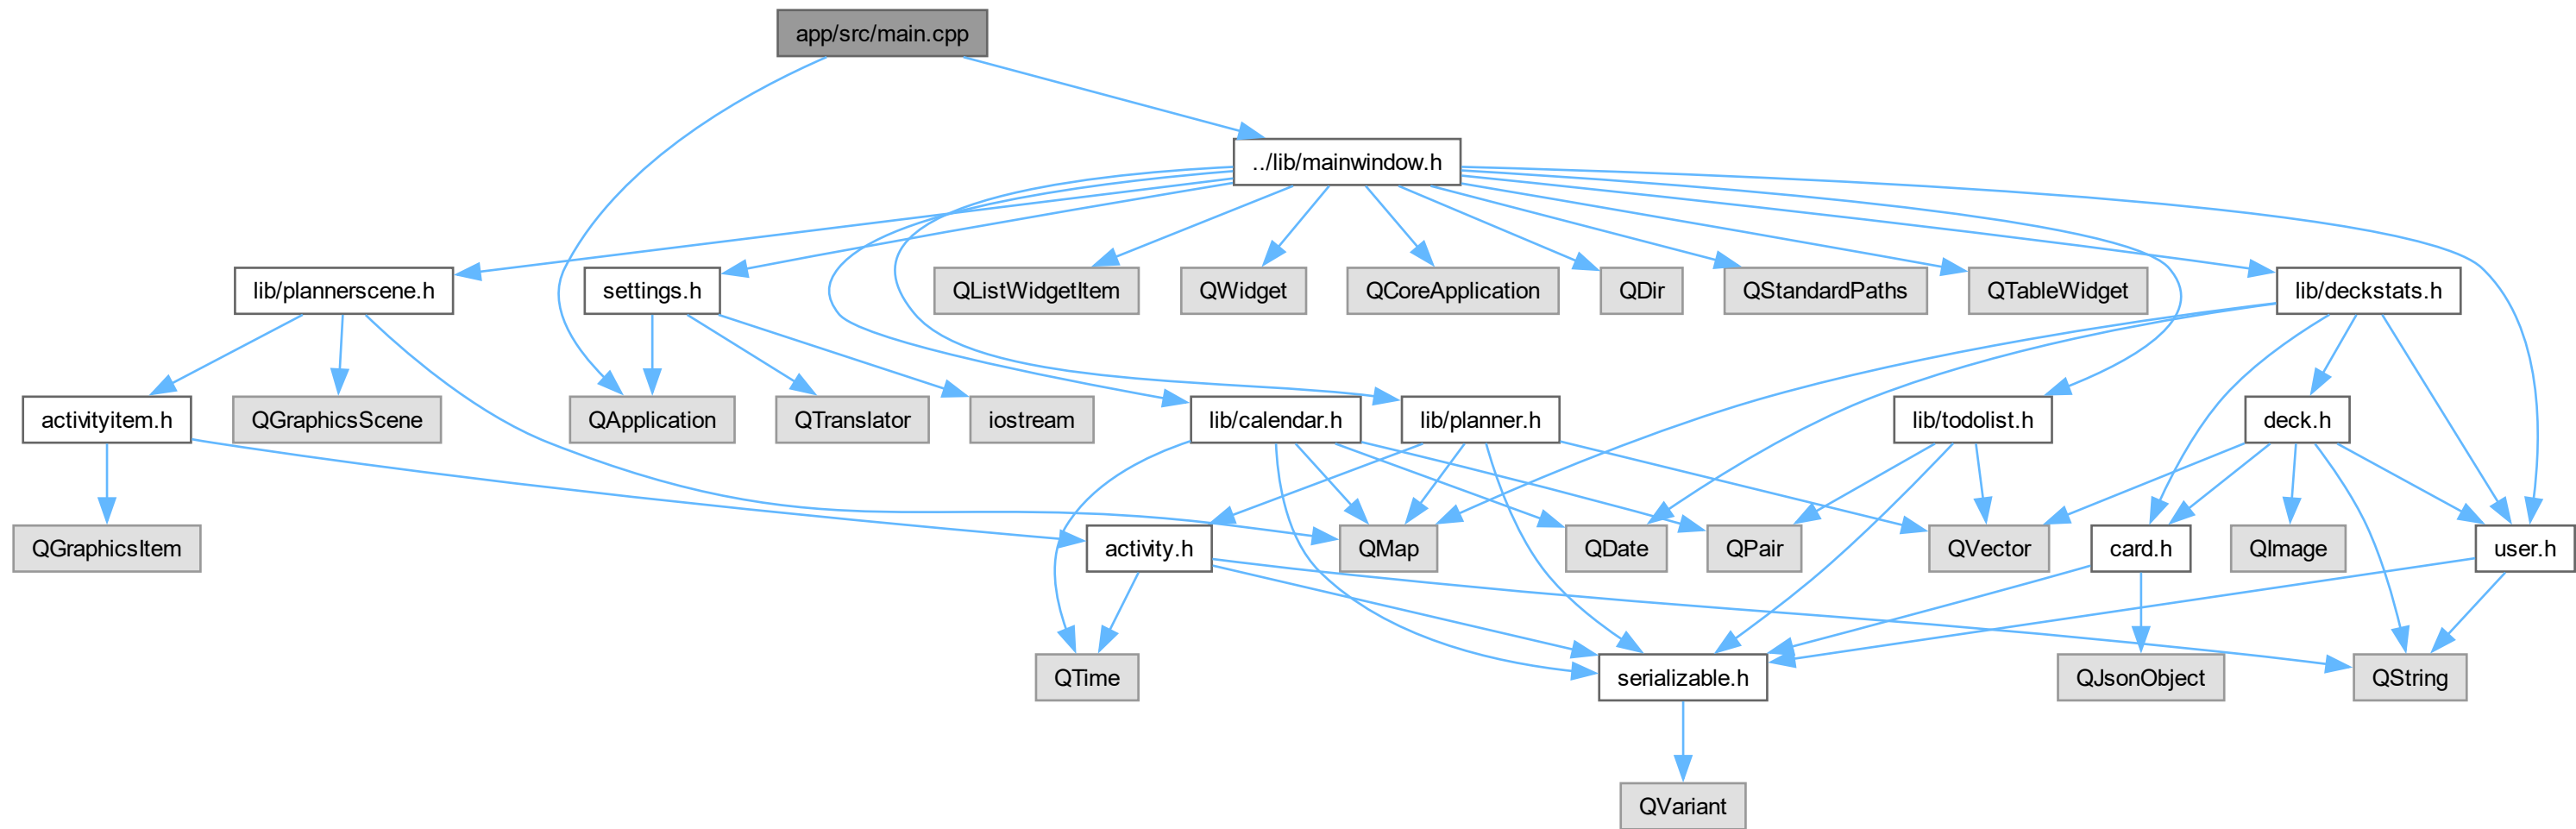 app/src/main.cpp
../lib/mainwindow.h
lib/plannerscene.h
settings.h
QListWidgetItem
QWidget
QCoreApplication
QDir
QStandardPaths
QTableWidget
lib/deckstats.h
activityitem.h
QGraphicsScene
QApplication
QTranslator
iostream
lib/calendar.h
lib/planner.h
lib/todolist.h
deck.h
QGraphicsItem
activity.h
QMap
QDate
QPair
QVector
card.h
QImage
user.h
QTime
serializable.h
QJsonObject
QString
QVariant